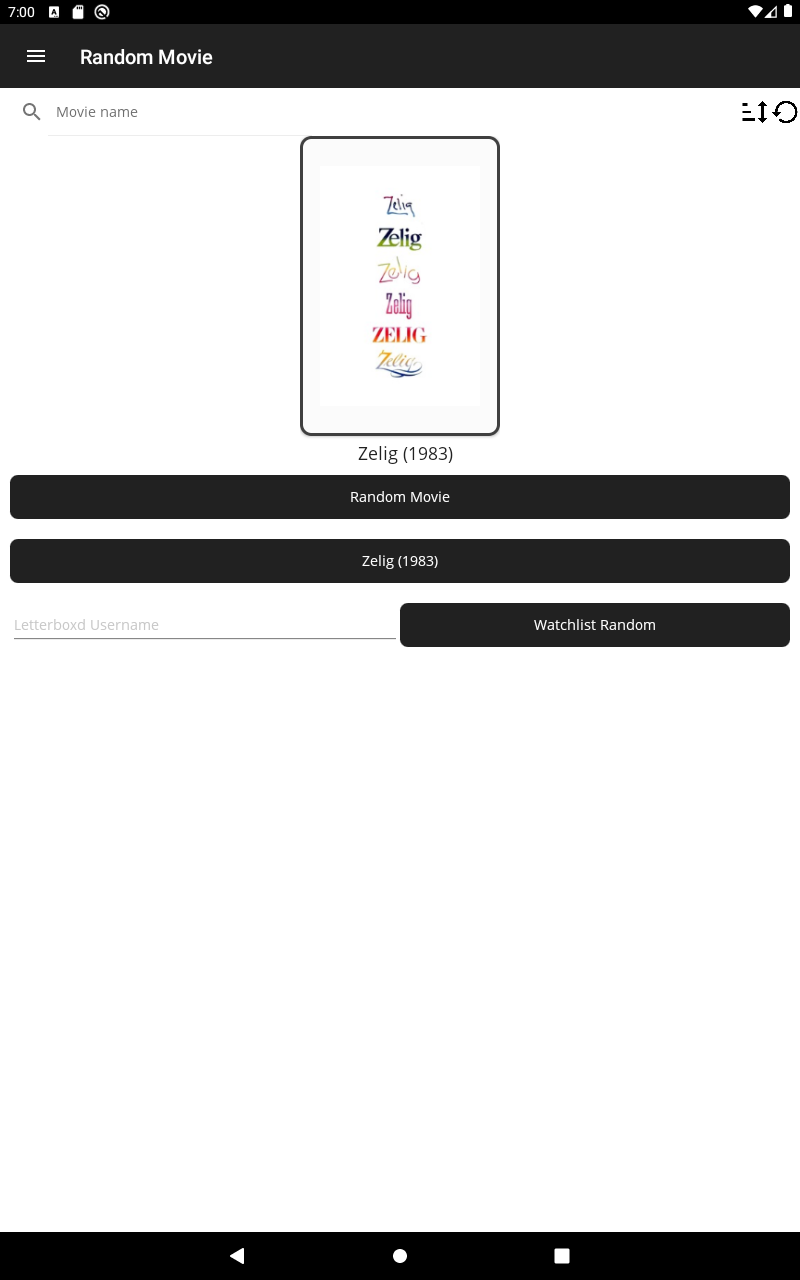 7:00
Random Movie
Movie name
Zelig
Zelig
Zelig
Zelig
ZELIG
Zelig
Zelig (1983)
Random Movie
Zelig (1983)
Letterboxd Username
Watchlist Random